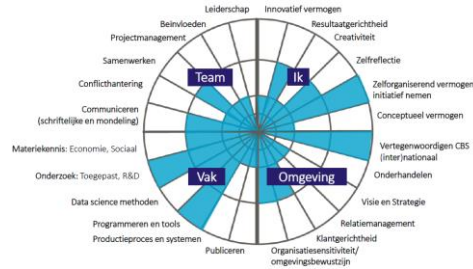 Leiderschap
Innovatief vermogen
Beïnvloeden
Resultaatgerichtheid
Projectmanagement
Creativiteit
Samenwerken
Team
Ik
Zelfreflectie
Conflicthantering
Zelforganiserend vermogen
initiatief nemen
Communiceren
(schriftelijke en mondeling)
Conceptueel vermogen
Materiekennis: Economie, Sociaal
Vertegenwoordigen CBS
(inter)nationaal
Onderzoek: Toegepast, R&D
Vak
Omgeving
Onderhandelen
Data science methoden
Visie en Strategie
Programmeren en tools
Relatiemanagement
Productieproces en systemen
Klantgerichtheid
Publiceren
Organisatiesensitiviteit/
omgevingsbewustzijn